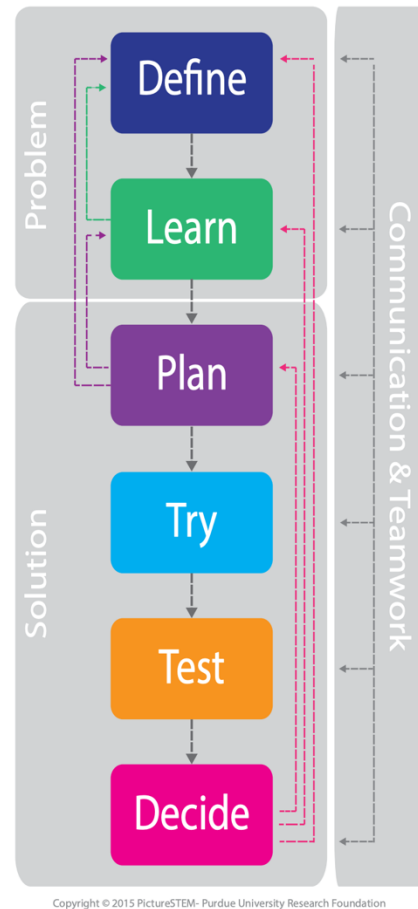 Problem
Define
Learn
Solution
Plan
Try
Test
Decide
Communication & Teamwork
Copyright © 2015 PictureSTEM- Purdue University Research Foundation